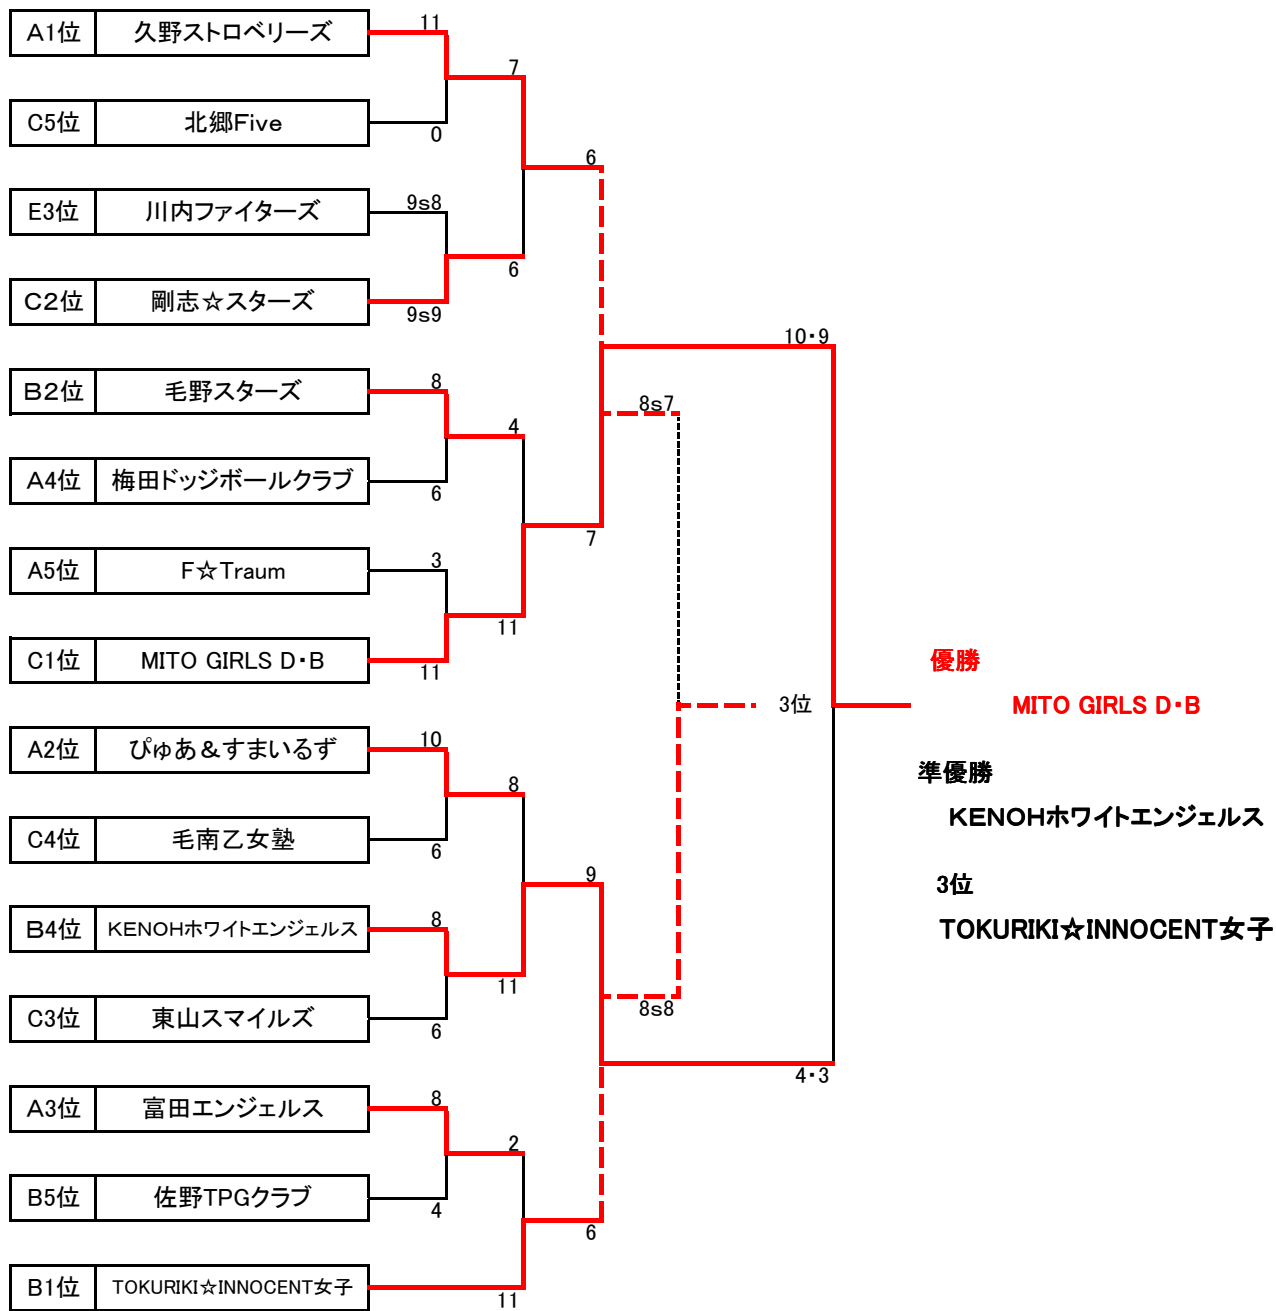 A1位 久野ストロベリーズ 11
7
C5位 北郷Five 0
6
E3位 川内ファイターズ 9s8
6
C2位 剛志☆スターズ 9s9
10・9
B2位 毛野スターズ 8
8s7
4
A4位 梅田ドッジボールクラブ 6
7
A5位 F☆Traum 3
11
C1位 MITO GIRLS D・B 11
優勝
3位
MITO GIRLS D・B
A2位 ぴゅあ＆すまいるず 10
8
準優勝
KENOHホワイトエンジェルス
C4位 毛南乙女塾 6
9
3位
B4位 KENOHホワイトエンジェルス 8
TOKURIKI☆INNOCENT女子
11
C3位 東山スマイルズ 6
8s8
4・3
A3位 富田エンジェルス 8
2
B5位 佐野TPGクラブ 4
6
B1位 TOKURIKI☆INNOCENT女子 11